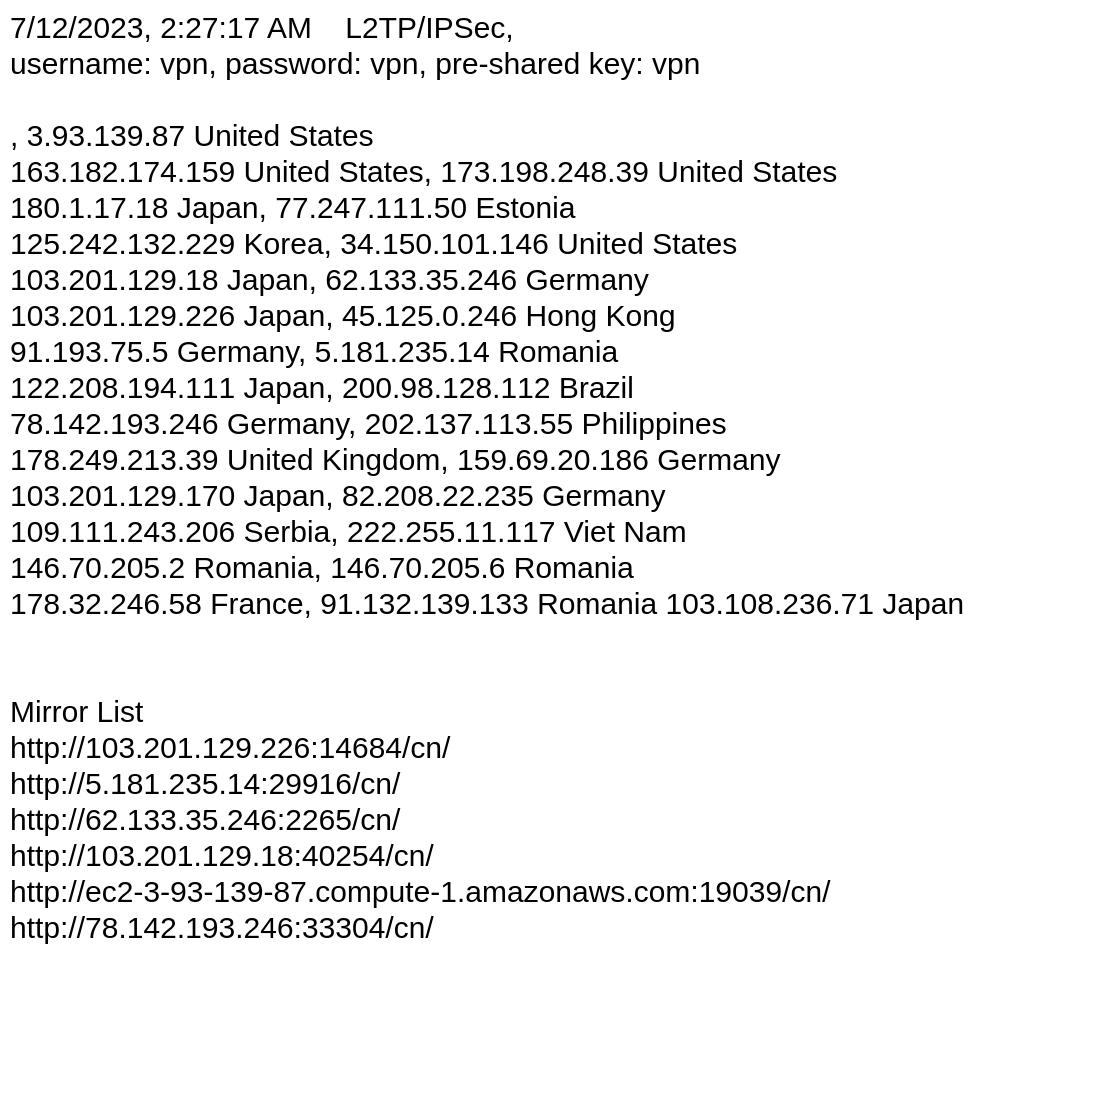 7/12/2023, 2:27:17 AM    L2TP/IPSec,
username: vpn, password: vpn, pre-shared key: vpn
, 3.93.139.87 United States
163.182.174.159 United States, 173.198.248.39 United States
180.1.17.18 Japan, 77.247.111.50 Estonia
125.242.132.229 Korea, 34.150.101.146 United States
103.201.129.18 Japan, 62.133.35.246 Germany
103.201.129.226 Japan, 45.125.0.246 Hong Kong
91.193.75.5 Germany, 5.181.235.14 Romania
122.208.194.111 Japan, 200.98.128.112 Brazil
78.142.193.246 Germany, 202.137.113.55 Philippines
178.249.213.39 United Kingdom, 159.69.20.186 Germany
103.201.129.170 Japan, 82.208.22.235 Germany
109.111.243.206 Serbia, 222.255.11.117 Viet Nam
146.70.205.2 Romania, 146.70.205.6 Romania
178.32.246.58 France, 91.132.139.133 Romania 103.108.236.71 Japan
Mirror List
http://103.201.129.226:14684/cn/
http://5.181.235.14:29916/cn/
http://62.133.35.246:2265/cn/
http://103.201.129.18:40254/cn/
http://ec2-3-93-139-87.compute-1.amazonaws.com:19039/cn/
http://78.142.193.246:33304/cn/